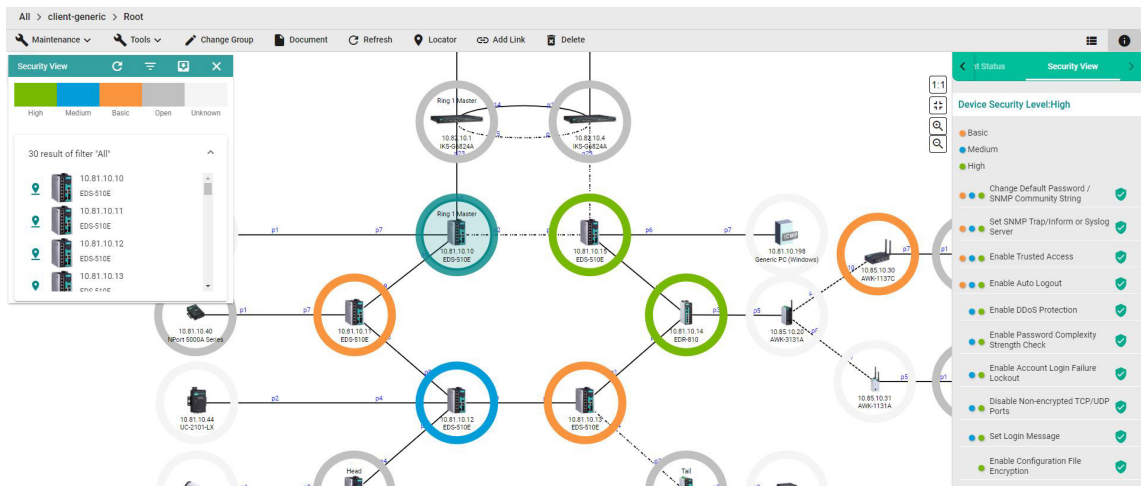 All > client-generic > Root
Maintenance
Tools
Change Group
Document
Refresh
Locator
Add Link
Delete
Security View
High
Medium
Basic
Open
Unknown
30 result of filter "All"
10.81.10.10
EDS-510E
10.81.10.11
EDS-510E
10.81.10.12
EDS-510E
10.81.10.13
EDS-510E
Ring 1 Master
10.82.10.1
IKS-G6824A
10.82.10.4
IKS-G6824A
p23
Ring 1 Master
10.81.10.10
EDS-510E
10.81.10.15
EDS-510E
p1
p7
p6
p7
10.81.10.198
Generic PC (Windows)
10.85.10.30
AWK-1137C
p7
p1
10.81.10.40
NPort 5000A Series
p1
p7
10.81.10.11
EDS-510E
10.81.10.14
EDR-810
p3
p5
10.85.10.20
AWK-3131A
10.85.10.31
AWK-1131A
p5
p1
10.81.10.44
UC-2101-LX
p2
p4
10.81.10.12
EDS-510E
10.81.10.13
EDS-510E
Head
Tail
1:1
Status
Security View
Device Security Level:High
Basic
Medium
High
Change Default Password /
SNMP Community String
Set SNMP Trap/Inform or Syslog
Server
Enable Trusted Access
Enable Auto Logout
Enable DDoS Protection
Enable Password Complexity
Strength Check
Enable Account Login Failure
Lockout
Disable Non-encrypted TCP/UDP
Ports
Set Login Message
Enable Configuration File
Encryption